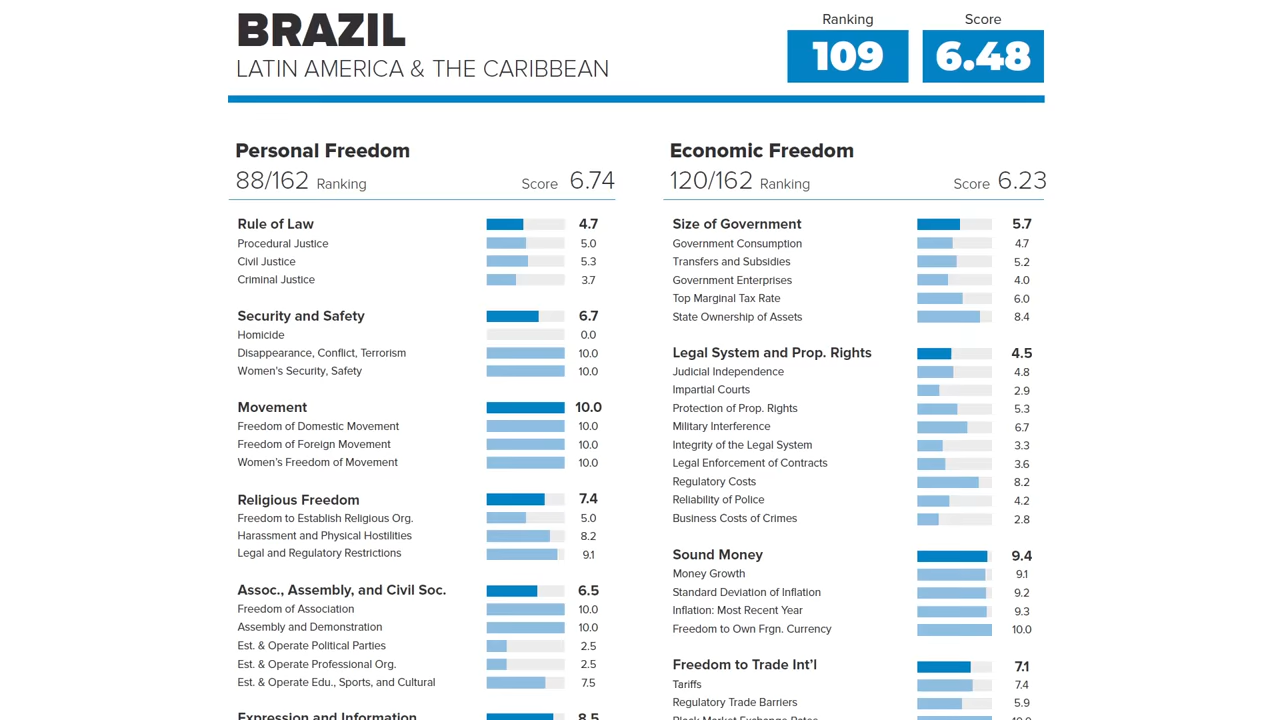 BRAZIL
LATIN AMERICA & THE CARIBBEAN
Ranking
109
Score
6.48
Personal Freedom
88/162 Ranking Score 6.74
Rule of Law 4.7
Procedural Justice 5.0
Civil Justice 5.3
Criminal Justice 3.7
Security and Safety 6.7
Homicide 0.0
Disappearance, Conflict, Terrorism 10.0
Women's Security, Safety 10.0
Movement 10.0
Freedom of Domestic Movement 10.0
Freedom of Foreign Movement 10.0
Women's Freedom of Movement 10.0
Religious Freedom 7.4
Freedom to Establish Religious Org. 5.0
Harassment and Physical Hostilities 8.2
Legal and Regulatory Restrictions 9.1
Assoc., Assembly, and Civil Soc. 6.5
Freedom of Association 10.0
Assembly and Demonstration 10.0
Est. & Operate Political Parties 2.5
Est. & Operate Professional Org. 2.5
Est. & Operate Edu., Sports, and Cultural 7.5
Expression and Information 8.5
Economic Freedom
120/162 Ranking Score 6.23
Size of Government 5.7
Government Consumption 4.7
Transfers and Subsidies 5.2
Government Enterprises 4.0
Top Marginal Tax Rate 6.0
State Ownership of Assets 8.4
Legal System and Prop. Rights 4.5
Judicial Independence 4.8
Impartial Courts 2.9
Protection of Prop. Rights 5.3
Military Interference 6.7
Integrity of the Legal System 3.3
Legal Enforcement of Contracts 3.6
Regulatory Costs 8.2
Reliability of Police 4.2
Business Costs of Crimes 2.8
Sound Money 9.4
Money Growth 9.1
Standard Deviation of Inflation 9.2
Inflation: Most Recent Year 9.3
Freedom to Own Frgn. Currency 10.0
Freedom to Trade Int'l 7.1
Tariffs 7.4
Regulatory Trade Barriers 5.9
Black Market Exchange Rates 10.0